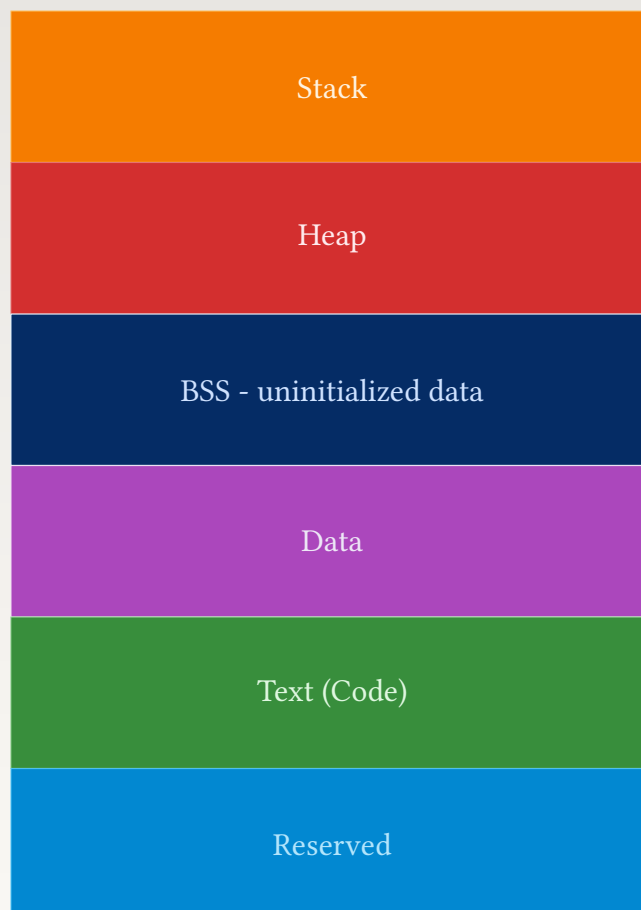 Stack
Heap
BSS - uninitialized data
Data
Text (Code)
Reserved